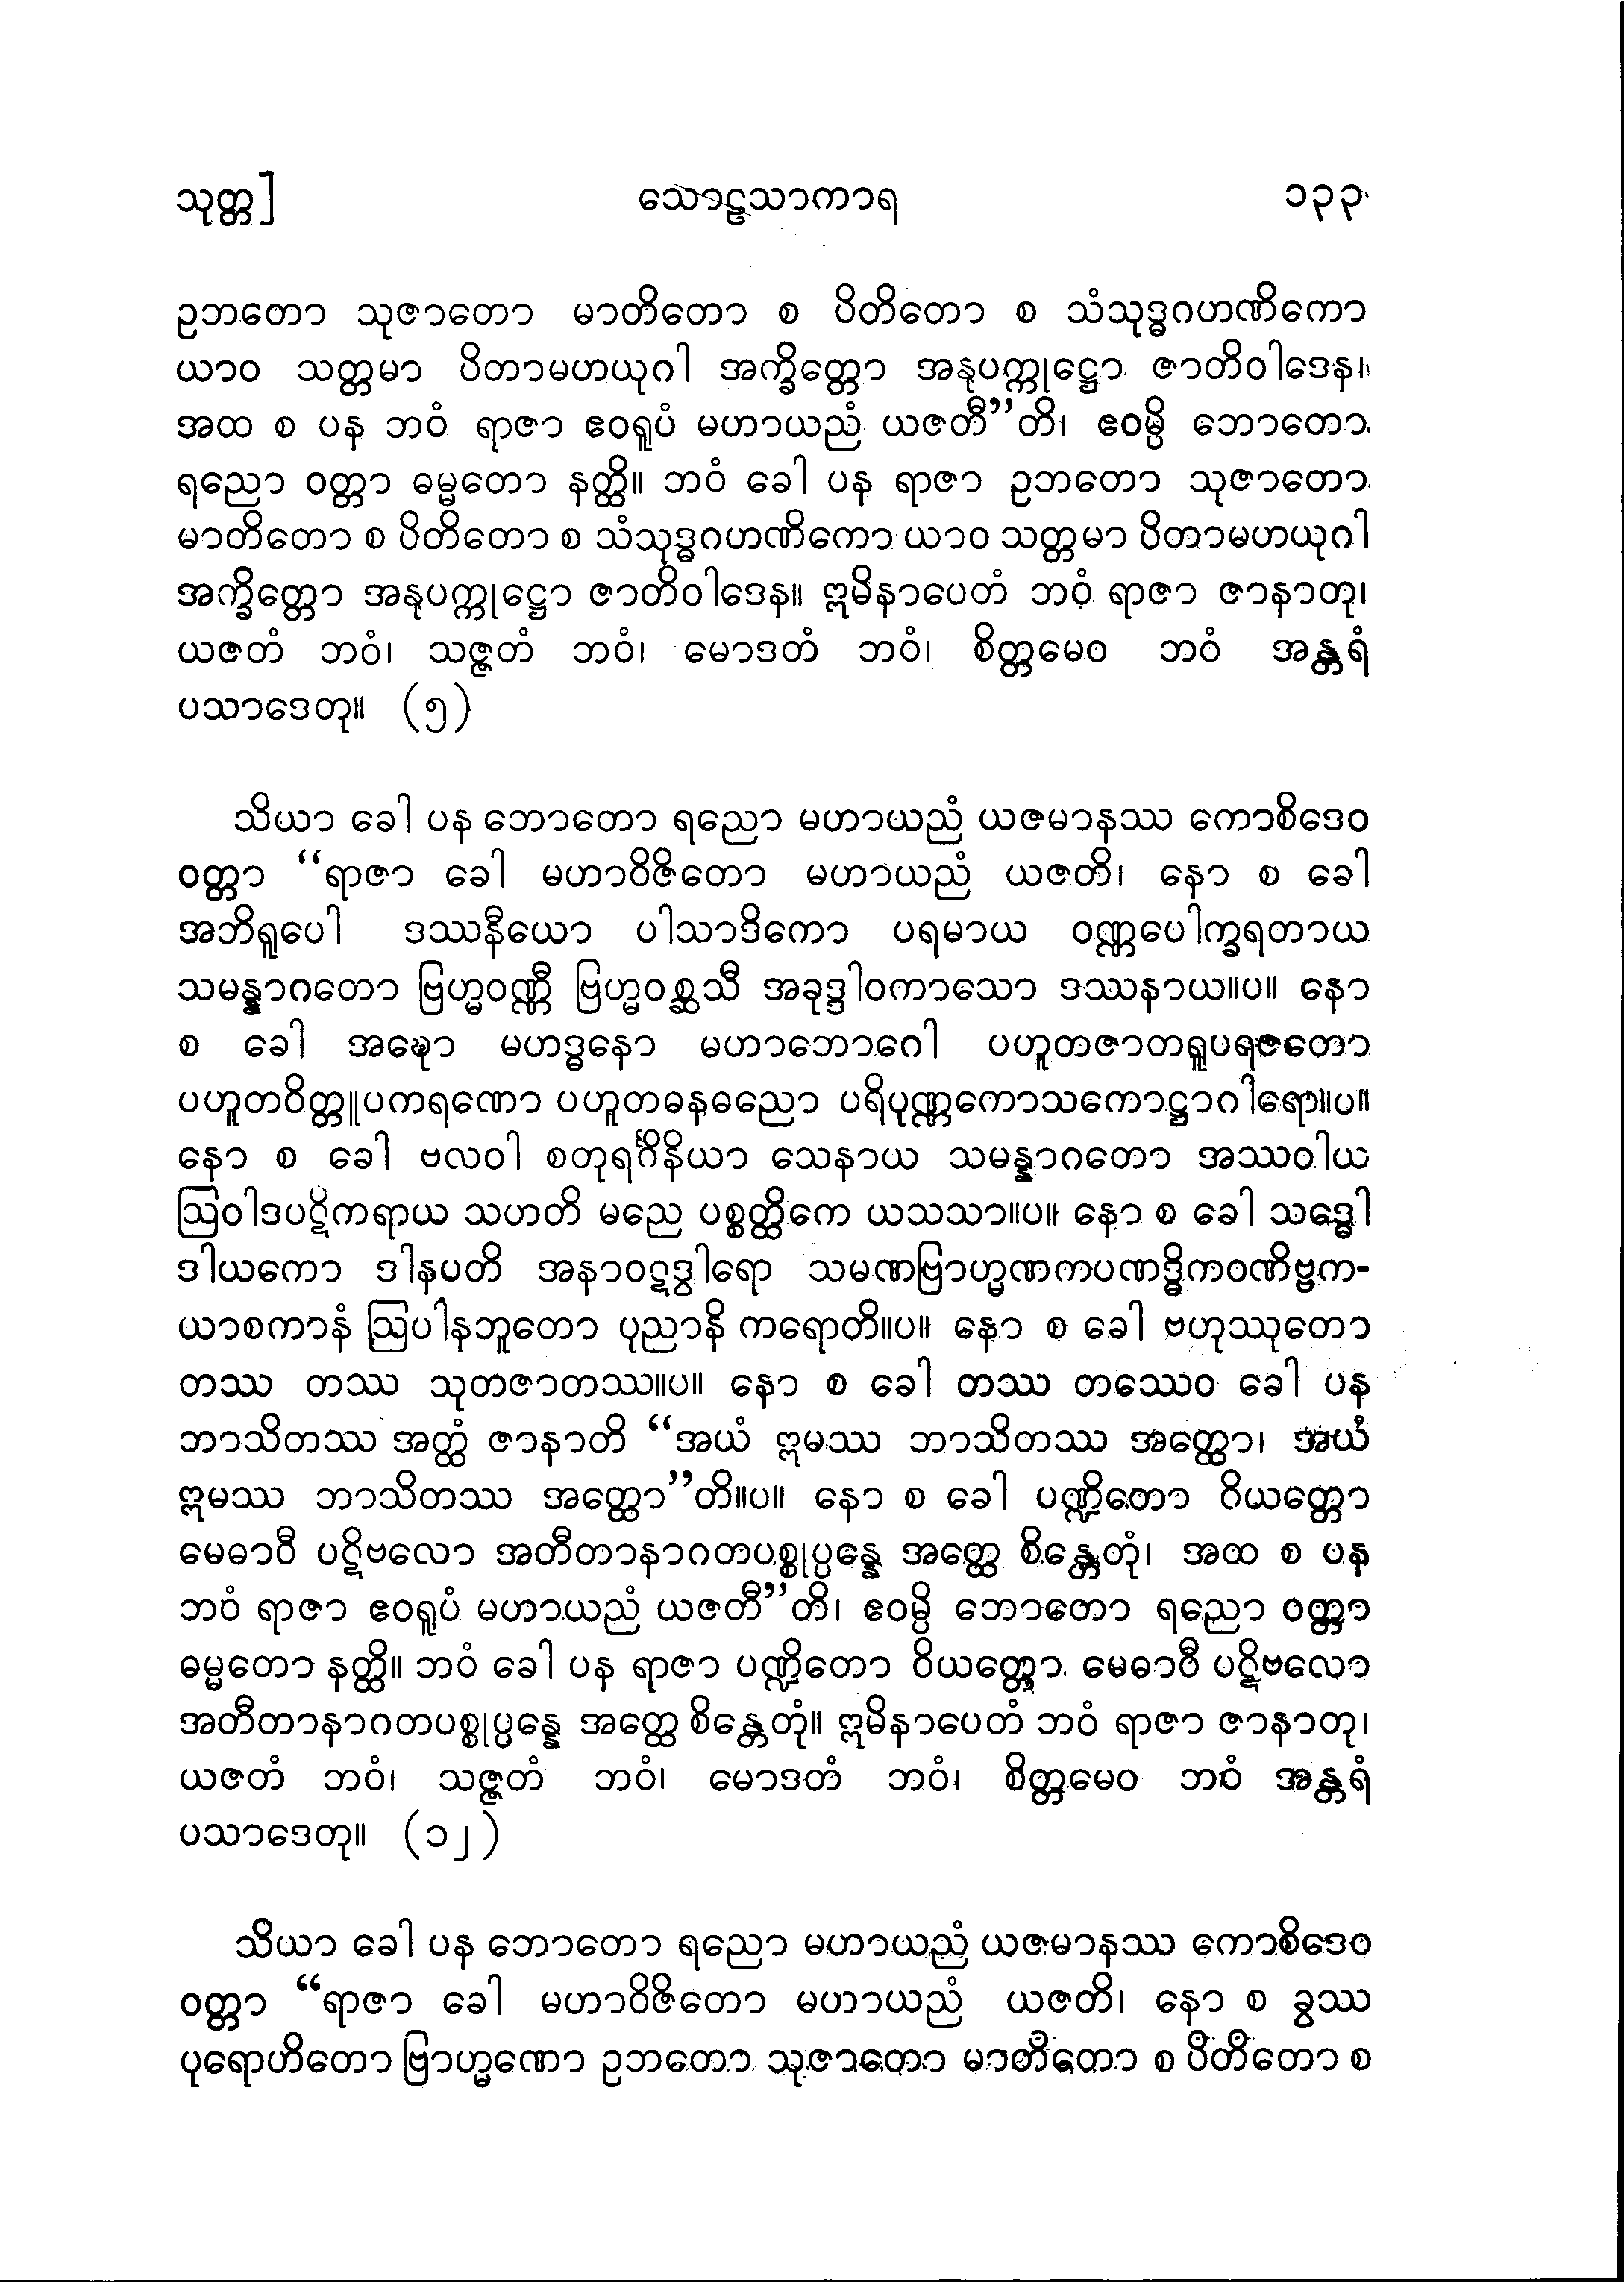 သုတ္တ] သောဠသာကာရ ၁၃၃
ဥဘတော သုဇာတော မာတိတော စ ပိတိတော စ သံသုဒ္ဓဂဟဏိကော
ယာဝ သတ္တမာ ပိတာမဟယုဂါ အက္ခိတ္တော အနုပက္ကုဋ္ဌော ဇာတိဝါဒေန။
အထ စ ပန ဘဝံ ရာဇာ ဧဝရူပံ မဟာယညံ ယဇတီ”တိ၊ ဧဝမ္ပိ ဘောတော
ရညော ဝတ္တာ ဓမ္မတော နတ္ထိ။ ဘဝံ ခေါ ပန ရာဇာ ဥဘတော သုဇာတော
မာတိတော စ ပိတိတော စ သံသုဒ္ဓဂဟဏိကော ယာဝ သတ္တမာ ပိတာမဟယုဂါ
အက္ခိတ္တော အနုပက္ကုဋ္ဌော ဇာတိဝါဒေန။ ဣမိနာပေတံ ဘဝံ ရာဇာ ဇာနာတု၊
ယဇတံ ဘဝံ၊ သဇ္ဇတံ ဘဝံ၊ မောဒတံ ဘဝံ၊ စိတ္တမေဝ ဘဝံ အန္တရံ
ပသာဒေတု။ (၅)
သိယာ ခေါ ပန ဘောတော ရညော မဟာယညံ ယဇမာနဿ ကောစိဒေဝ
ဝတ္တာ “ရာဇာ ခေါ မဟာဝိဇိတော မဟာယညံ ယဇတိ၊ နော စ ခေါ
အဘိရူပေါ ဒဿနီယော ပါသာဒိကော ပရမာယ ဝဏ္ဏပေါက္ခရတာယ
သမန္နာဂတော ဗြဟ္မဝဏ္ဏီ ဗြဟ္မဝစ္ဆသီ အခုဒ္ဒါဝကာသော ဒဿနာယ။ပ။ နော
စ ခေါ အဍ္ဎော မဟဒ္ဓနော မဟာဘောဂေါ ပဟူတဇာတရူပရဇတော
ပဟူတဝိတ္တူပကရဏော ပဟူတဓနဓညော ပရိပုဏ္ဏကောသကောဋ္ဌာဂါရော။ပ။
နော စ ခေါ ဗလဝါ စတုရင်္ဂိနိယာ သေနာယ သမန္နာဂတော အဿဝါယ
ဩဝါဒပဋိကရာယ သဟတိ မညေ ပစ္စတ္ထိကေ ယသသာ။ပ။ နော စ ခေါ သဒ္ဓေါ
ဒါယကော ဒါနပတိ အနာဝဋဒွါရော သမဏဗြာဟ္မဏကပဏဒ္ဓိကဝဏိဗ္ဗက-
ယာစကာနံ ဩပါနဘူတော ပုညာနိ ကရောတိ။ပ။ နော စ ခေါ ဗဟုဿုတော
တဿ တဿ သုတဇာတဿ။ပ။ နော စ ခေါ တဿ တဿေဝ ခေါ ပန
ဘာသိတဿ အတ္ထံ ဇာနာတိ “အယံ ဣမဿ ဘာသိတဿ အတ္ထော၊ အယံ
ဣမဿ ဘာသိတဿ အတ္ထော”တိ။ပ။ နော စ ခေါ ပဏ္ဍိတော ဝိယတ္တော
မေဓာဝီ ပဋိဗလော အတီတာနာဂတပစ္စုပ္ပန္နေ အတ္ထေ စိန္တေတုံ၊ အထ စ ပန
ဘဝံ ရာဇာ ဧဝရူပံ မဟာယညံ ယဇတီ”တိ၊ ဧဝမ္ပိ ဘောတော ရညော ဝတ္တာ
ဓမ္မတော နတ္ထိ။ ဘဝံ ခေါ ပန ရာဇာ ပဏ္ဍိတော ဝိယတ္တော မေဓာဝီ ပဋိဗလော
အတီတာနာဂတပစ္စုပ္ပန္နေ အတ္ထေ စိန္တေတုံ။ ဣမိနာပေတံ ဘဝံ ရာဇာ ဇာနာတု၊
ယဇတံ ဘဝံ၊ သဇ္ဇတံ ဘဝံ၊ မောဒတံ ဘဝံ၊ စိတ္တမေဝ ဘဝံ အန္တရံ
ပသာဒေတု။ (၁၂)
သိယာ ခေါ ပန ဘောတော ရညော မဟာယညံ ယဇမာနဿ ကောစိဒေဝ
ဝတ္တာ “ရာဇာ ခေါ မဟာဝိဇိတော မဟာယညံ ယဇတိ၊ နော စ ခွဿ
ပုရောဟိတော ဗြာဟ္မဏော ဥဘတော သုဇာတော မာတိတော စ ပိတိတော စ